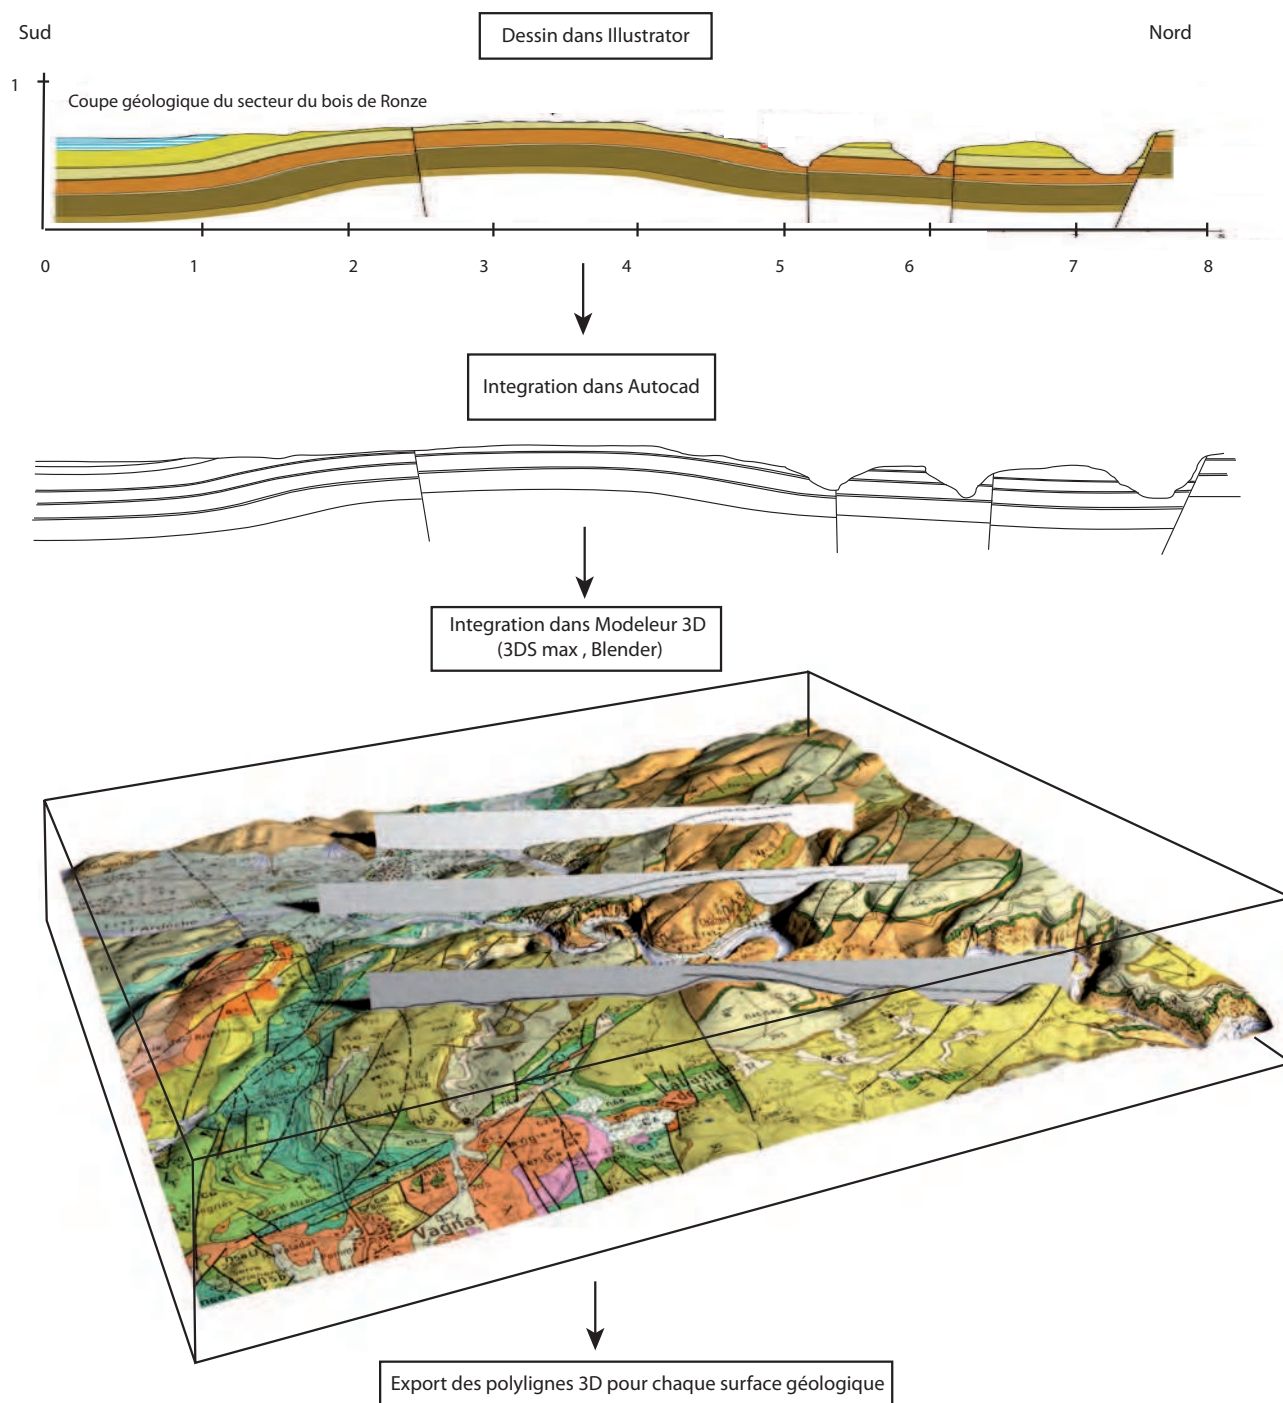 Sud
Dessin dans Illustrator
Nord
1
Coupe géologique du secteur du bois de Ronze
0 1 2 3 4 5 6 7 8
Integration dans Autocad
Integration dans Modeleur 3D
(3DS max , Blender)
l'Ardèche
Vagnas
Export des polylignes 3D pour chaque surface géologique